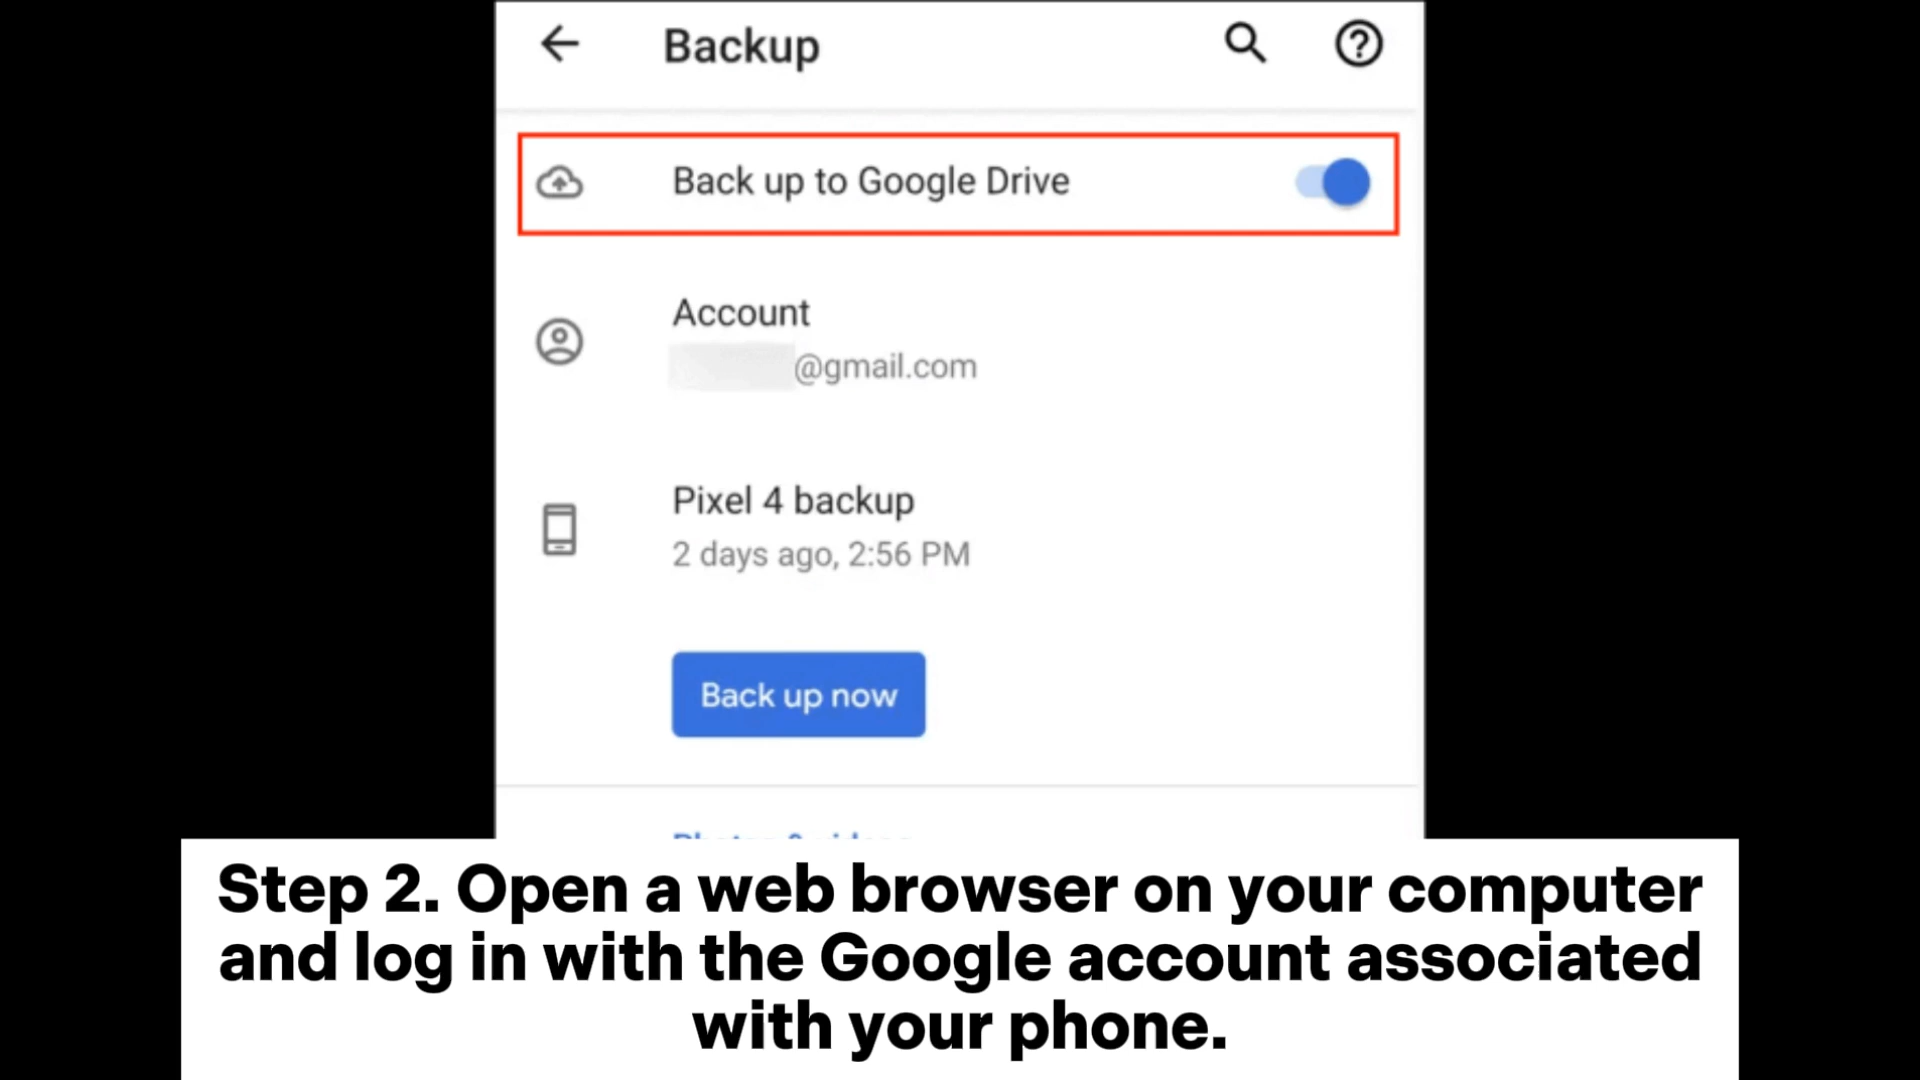 Backup
Back up to Google Drive
Account
@gmail.com
Pixel 4 backup
2 days ago, 2:56 PM
Back up now
Step 2. Open a web browser on your computer
and log in with the Google account associated
with your phone.